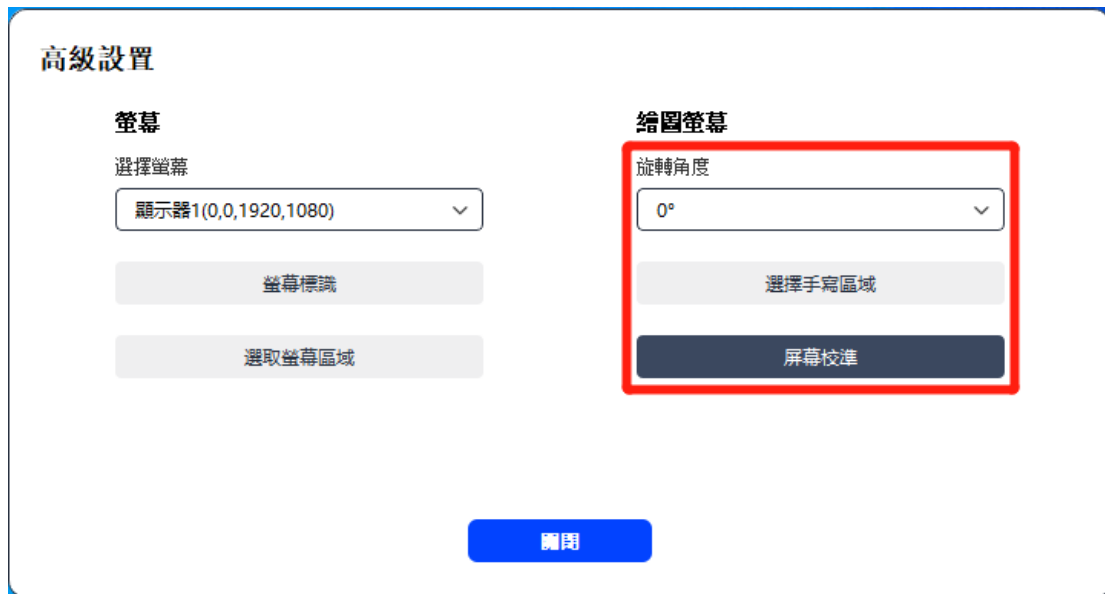 高級設置
螢幕
選擇螢幕
顯示器1(0,0,1920,1080)
螢幕標識
選取螢幕區域
繪圖螢幕
旋轉角度
0°
選擇手寫區域
屏幕校準
關閉